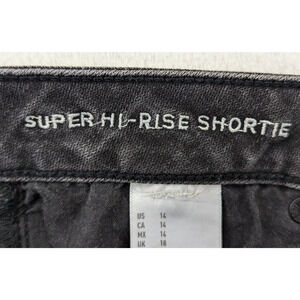 SUPER HI-RISE SHORTIE
US 14
CA 14
MX 14
UK 18